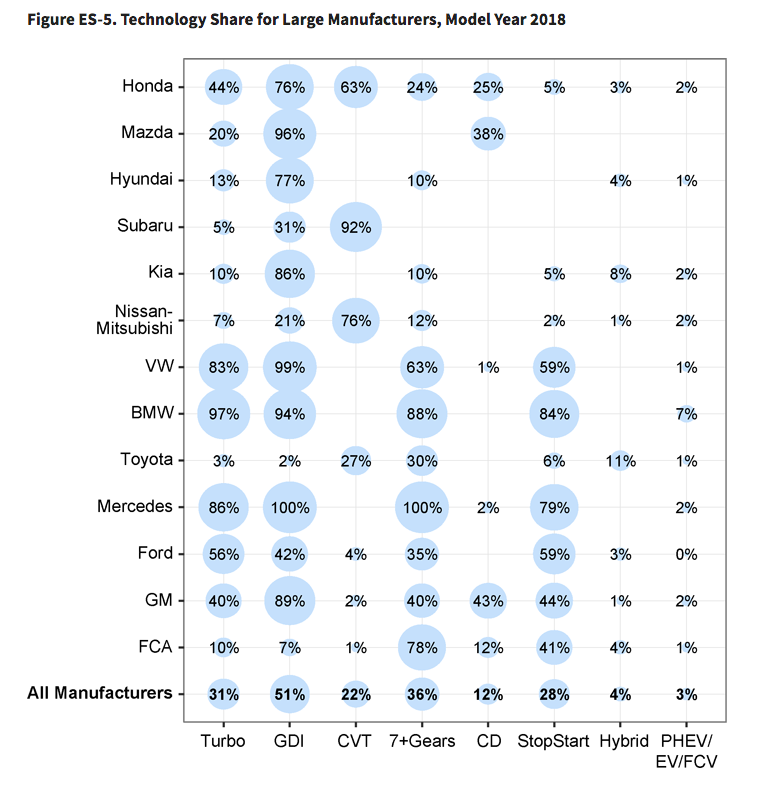 Figure ES-5. Technology Share for Large Manufacturers, Model Year 2018
Honda 44% 76% 63% 24% 25% 5% 3% 2%
Mazda 20% 96% 38%
Hyundai 13% 77% 10% 4% 1%
Subaru 5% 31% 92%
Kia 10% 86% 10% 5% 8% 2%
Nissan-
Mitsubishi 7% 21% 76% 12% 2% 1% 2%
VW 83% 99% 63% 1% 59% 1%
BMW 97% 94% 88% 84% 7%
Toyota 3% 2% 27% 30% 6% 11% 1%
Mercedes 86% 100% 100% 2% 79% 2%
Ford 56% 42% 4% 35% 59% 3% 0%
GM 40% 89% 2% 40% 43% 44% 1% 2%
FCA 10% 7% 1% 78% 12% 41% 4% 1%
All Manufacturers 31% 51% 22% 36% 12% 28% 4% 3%
Turbo GDI CVT 7+Gears CD StopStart Hybrid PHEV/
EV/FCV